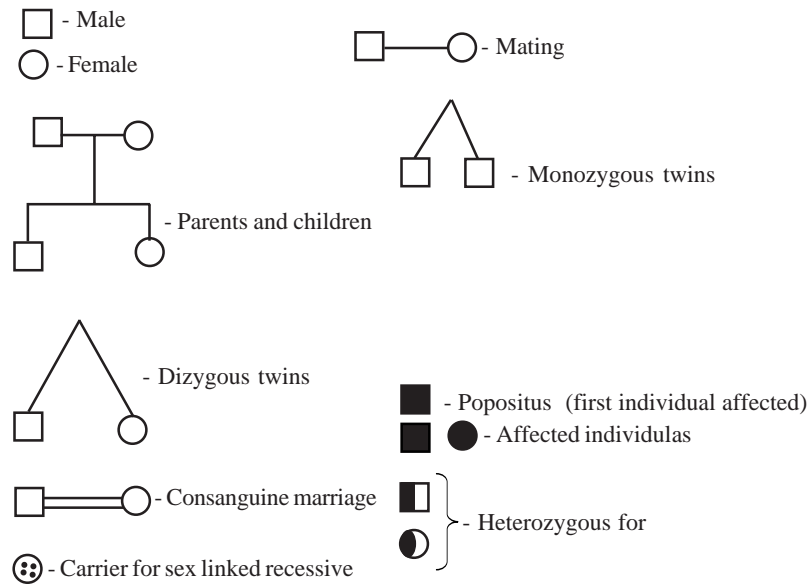 - Male
- Female
- Mating
- Monozygous twins
- Parents and children
- Dizygous twins
- Popositus (first individual affected)
- Affected individulas
- Consanguine marriage
- Heterozygous for
- Carrier for sex linked recessive